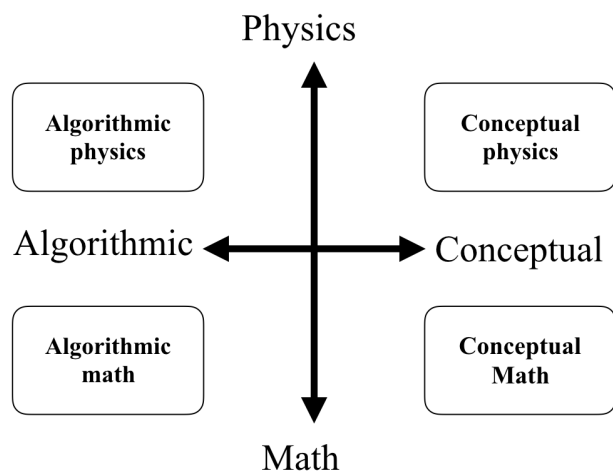 Physics
Algorithmic
physics
Conceptual
physics
Algorithmic
Conceptual
Algorithmic
math
Conceptual
Math
Math